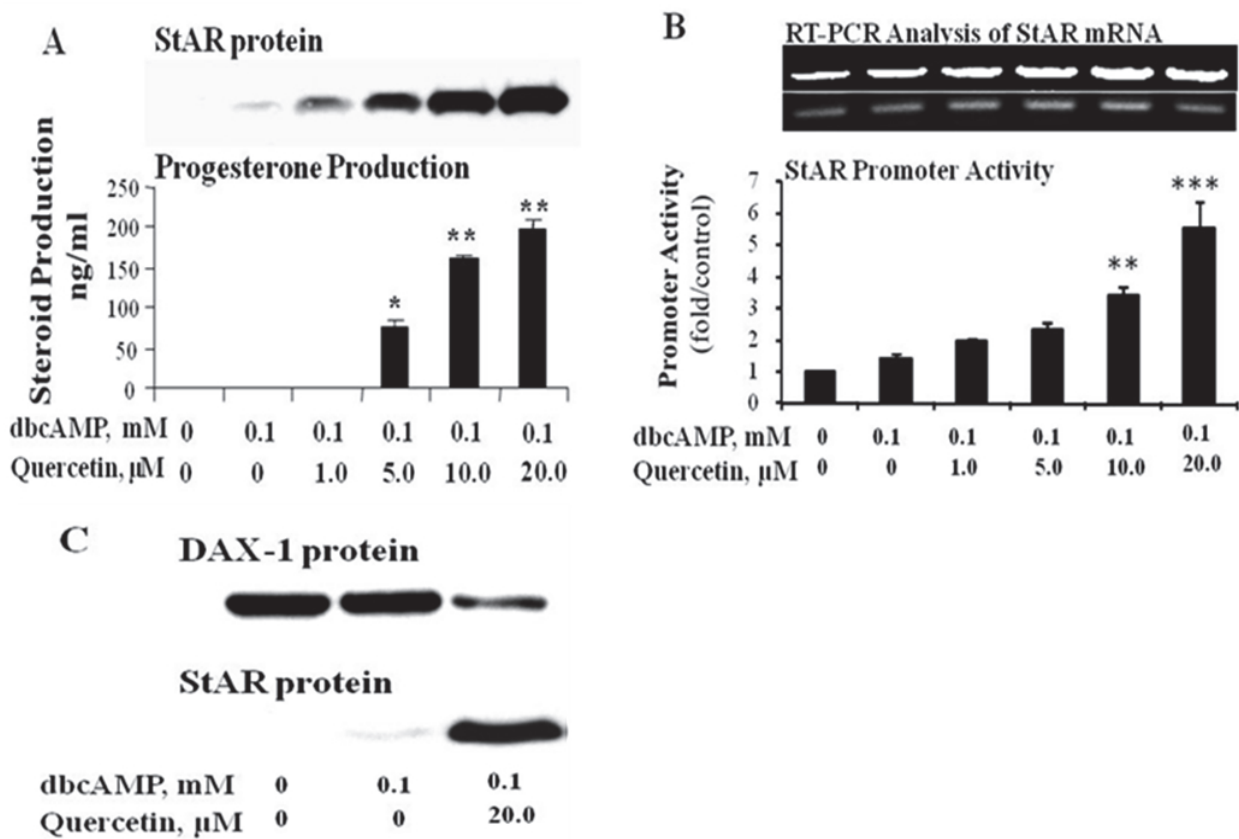 A
StAR protein
Progesterone Production
Steroid Production
ng/ml
250
200
150
100
50
0
*
**
**
dbcAMP, mM 0 0.1 0.1 0.1 0.1 0.1
Quercetin, µM 0 0 1.0 5.0 10.0 20.0
B
RT-PCR Analysis of StAR mRNA
StAR Promoter Activity
Promoter Activity
(fold/control)
7
6
5
4
3
2
1
0
**
***
dbcAMP, mM 0 0.1 0.1 0.1 0.1 0.1
Quercetin, µM 0 0 1.0 5.0 10.0 20.0
C
DAX-1 protein
StAR protein
dbcAMP, mM 0 0.1 0.1
Quercetin, µM 0 0 20.0